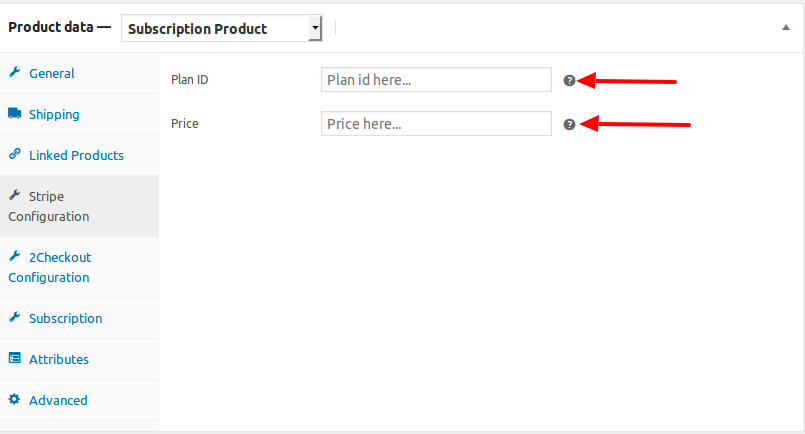 Product data — Subscription Product
General
Shipping
Linked Products
Stripe
Configuration
2Checkout
Configuration
Subscription
Attributes
Advanced
Plan ID Plan id here... ?
Price Price here... ?